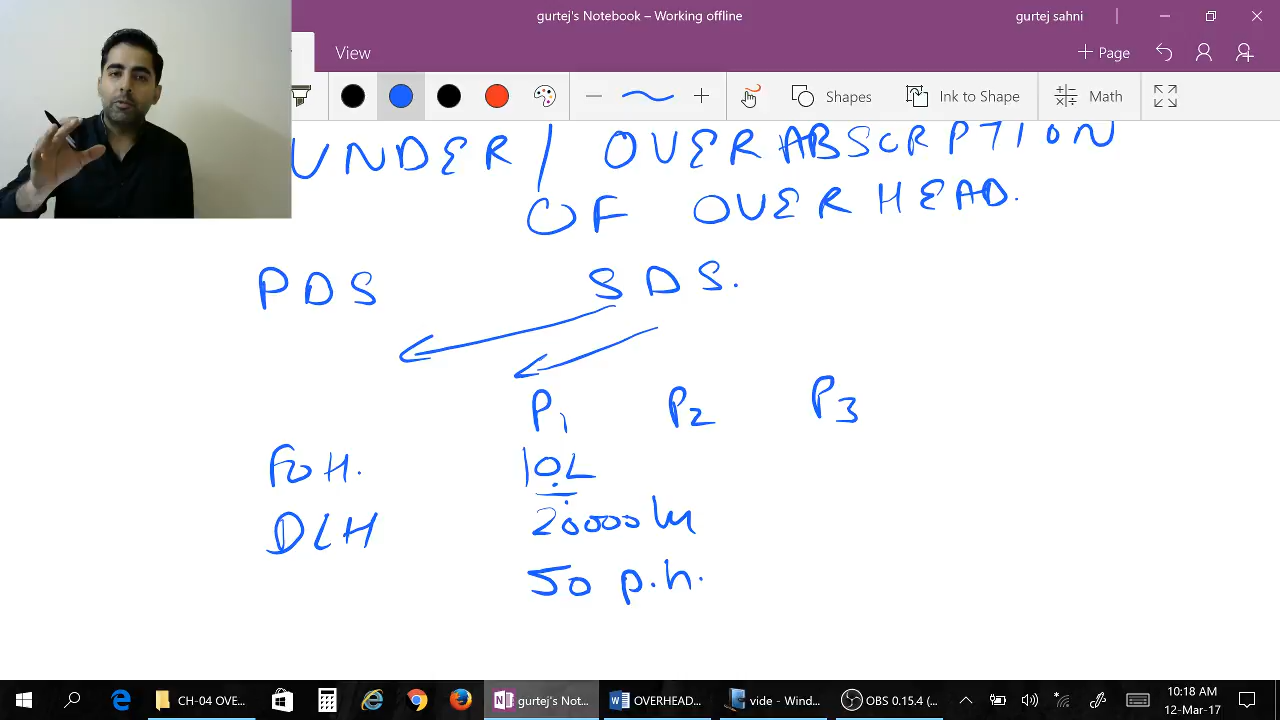 gurtej's Notebook – Working offline
gurtej sahni
View
Page
Shapes
Ink to Shape
Math
UNDER / OVERABSCRPTION
OF OVERHEAD.
PDS SDS.
P1 P2 P3
FOH. 10L
DLH 20000 hr
50 p.h.
CH-04 OVE...
gurtej's Not...
OVERHEAD...
vide - Wind...
OBS 0.15.4 (...
10:18 AM
12-Mar-17